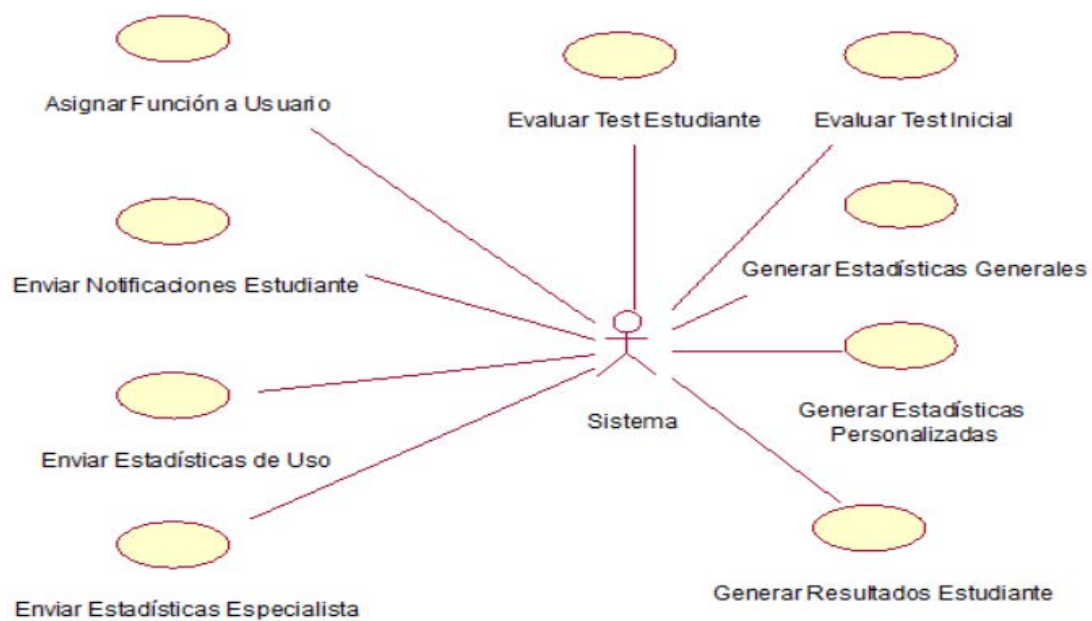 Asignar Función a Usuario
Evaluar Test Estudiante
Evaluar Test Inicial
Enviar Notificaciones Estudiante
Generar Estadísticas Generales
Sistema
Generar Estadísticas
Personalizadas
Enviar Estadísticas de Uso
Enviar Estadísticas Especialista
Generar Resultados Estudiante